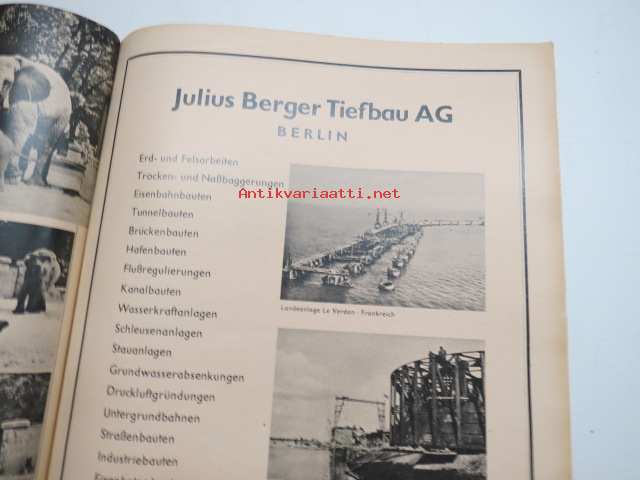 Julius Berger Tiefbau AG
BERLIN
Erd- und Felsarbeiten
Trocken- und Naßbaggerungen
Eisenbahnbauten
Tunnelbauten
Brückenbauten
Hafenbauten
Flußregulierungen
Kanalbauten
Wasserkraftanlagen
Schleusenanlagen
Stauanlagen
Grundwasserabsenkungen
Druckluftgründungen
Untergrundbahnen
Straßenbauten
Industriebauten
Antikvariaatti.net
Landeanlage Le Verdon - Frankreich